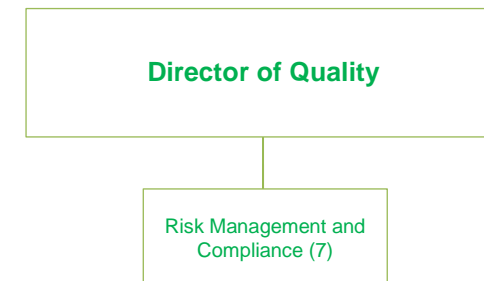 Director of Quality
Risk Management and
Compliance (7)